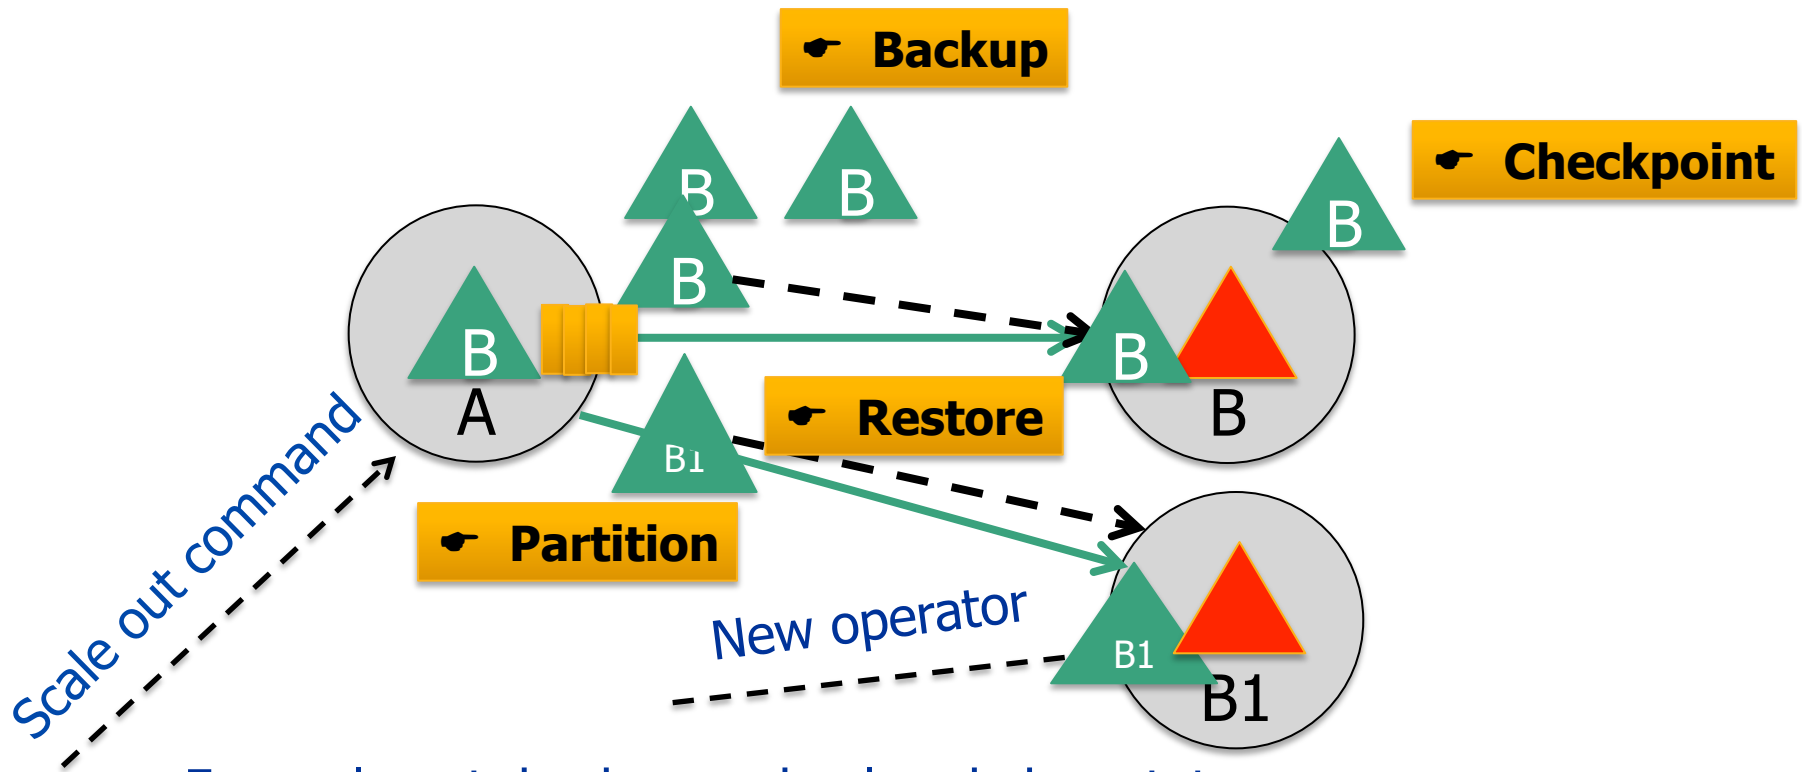 ☛ Backup
☛ Checkpoint
B
B
B
B
B
B
B
A
B
☛ Restore
B1
☛ Partition
Scale out command
New operator
B1
B1